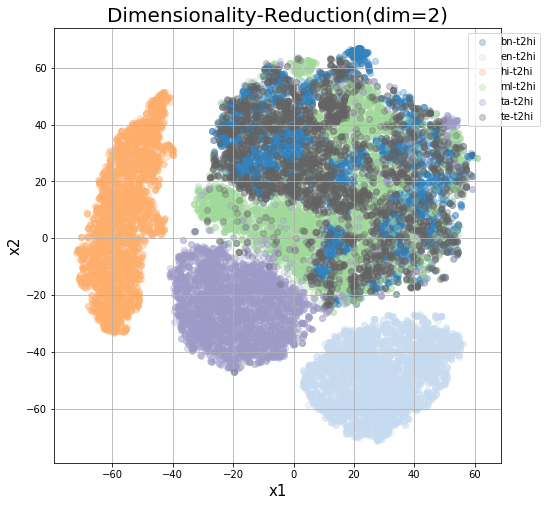 Dimensionality-Reduction(dim=2)
bn-t2hi
en-t2hi
hi-t2hi
ml-t2hi
ta-t2hi
te-t2hi
60
40
20
0
−20
−40
−60
x2
−60 −40 −20 0 20 40 60
x1